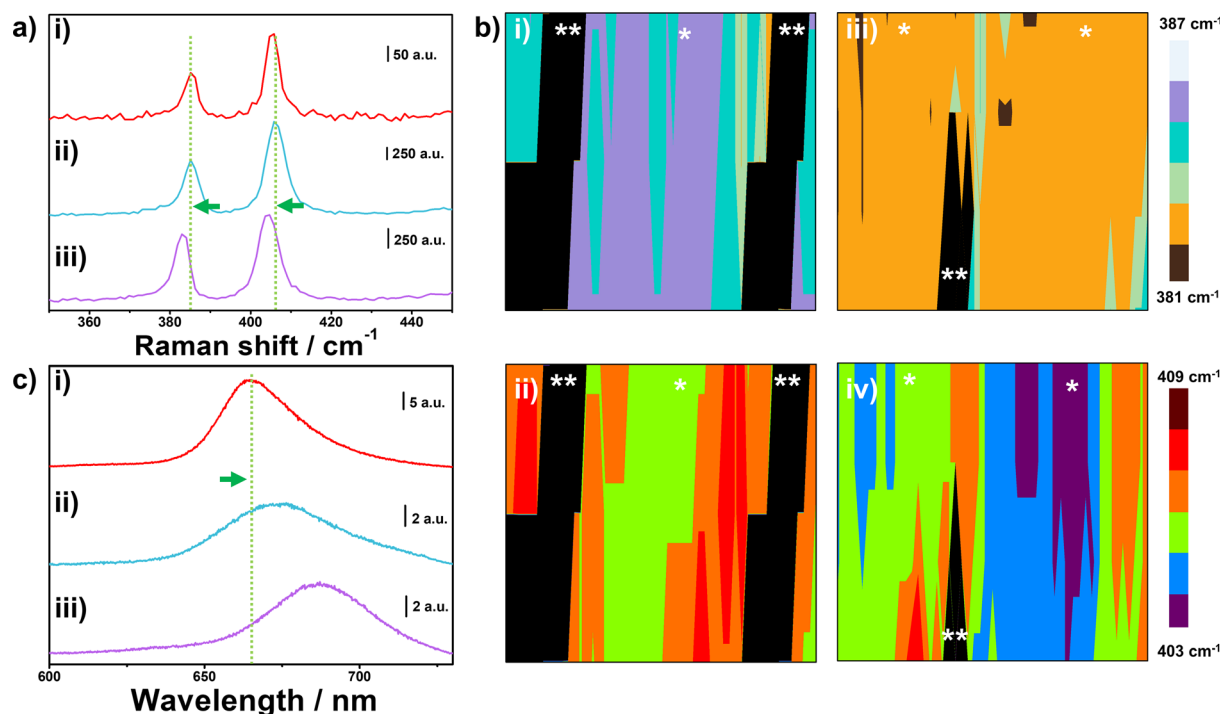 a)
i)
50 a.u.
ii)
250 a.u.
iii)
250 a.u.
360 380 400 420 440
Raman shift / cm-1
b)
i)
**
*
**
iii)
*
*
**
387 cm-1
381 cm-1
ii)
**
*
**
iv)
*
*
**
409 cm-1
403 cm-1
c)
i)
5 a.u.
ii)
2 a.u.
iii)
2 a.u.
600 650 700
Wavelength / nm